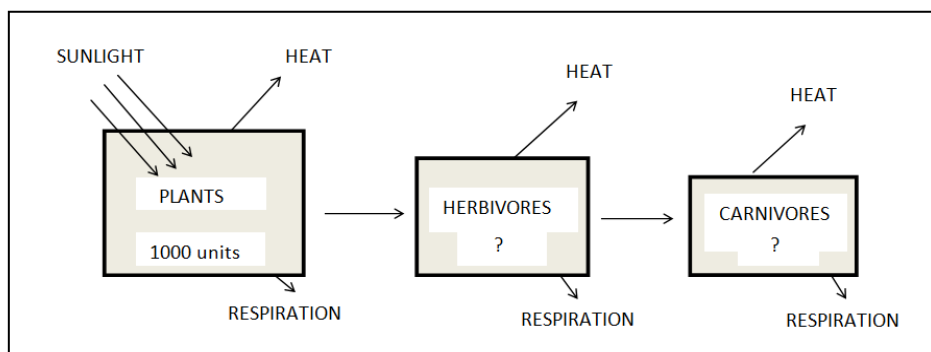 SUNLIGHT
HEAT
PLANTS
1000 units
RESPIRATION
HEAT
HERBIVORES
?
RESPIRATION
HEAT
CARNIVORES
?
RESPIRATION